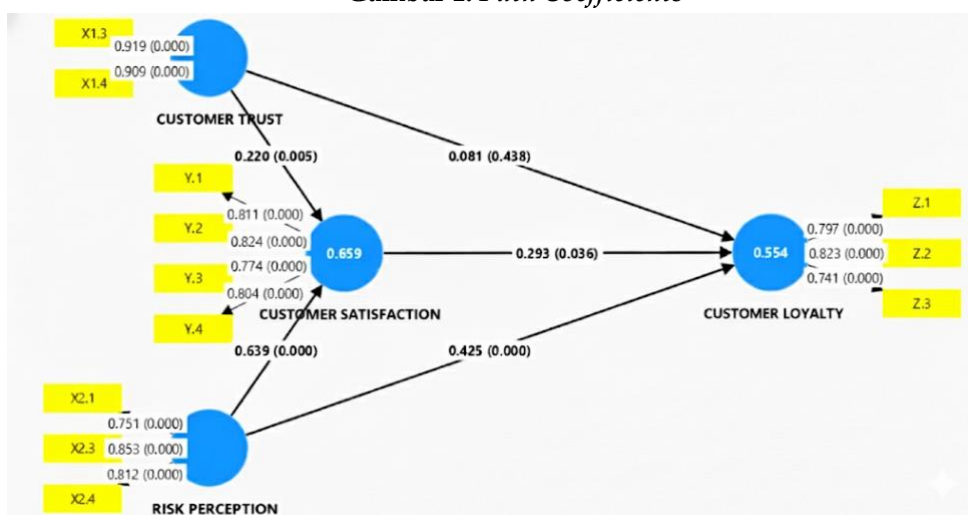 X1.3
0.919 (0.000)
0.909 (0.000)
X1.4
CUSTOMER TRUST
0.220 (0.005)
0.081 (0.438)
Y.1
0.811 (0.000)
Y.2
0.824 (0.000)
0.774 (0.000)
Y.3
0.804 (0.000)
Y.4
0.659
CUSTOMER SATISFACTION
0.293 (0.036)
0.554
CUSTOMER LOYALTY
0.797 (0.000)
Z.1
0.823 (0.000)
Z.2
0.741 (0.000)
Z.3
0.639 (0.000)
0.425 (0.000)
X2.1
0.751 (0.000)
X2.3
0.853 (0.000)
0.812 (0.000)
X2.4
RISK PERCEPTION